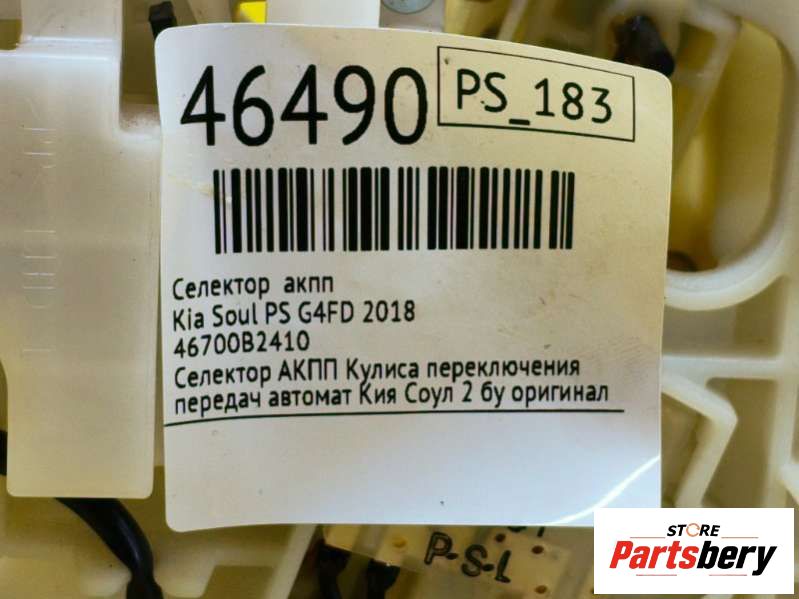 46490
PS_183
Селектор акпп
Kia Soul PS G4FD 2018
46700B2410
Селектор АКПП Кулиса переключения
передач автомат Кия Соул 2 бу оригинал
P-S-L
STORE
Partsbery